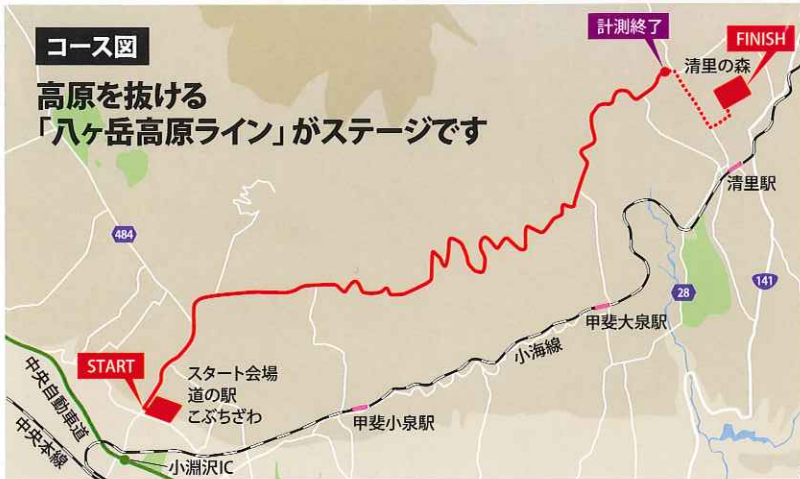 コース図
高原を抜ける
「八ヶ岳高原ライン」がステージです
計測終了
FINISH
清里の森
清里駅
484
141
28
甲斐大泉駅
小海線
START
スタート会場
道の駅
こぶちざわ
中央自動車道
中央本線
甲斐小泉駅
小淵沢IC